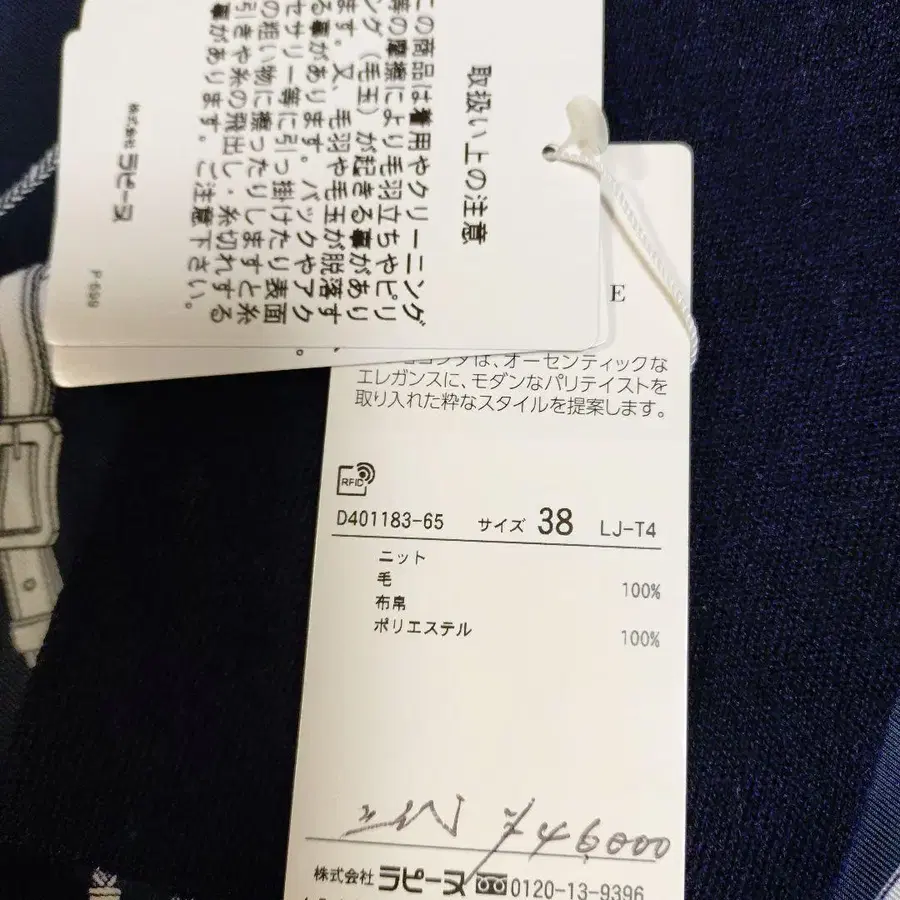 取扱い上の注意
この商品は着用やクリーニング
等の摩擦により毛羽立ちやピリ
ング（毛玉）が起きる事があり
ます。又、毛羽や毛玉が脱落す
る事があります。バックやアク
セサリー等に引っ掛けたり表面
の粗い物に擦ったりしますと糸
引きや糸の飛出し・糸切れする
事があります。ご注意下さい。
株式会社 ラピーヌ
P-699
。
E
は、オーセンティックな
エレガンスに、モダンなパリテイストを
取り入れた粋なスタイルを提案します。
RFID
D401183-65 サイズ 38 LJ-T4
ニット
毛 100%
布帛
ポリエステル 100%
¥46,000
株式会社 ラピーヌ 0120-13-9396